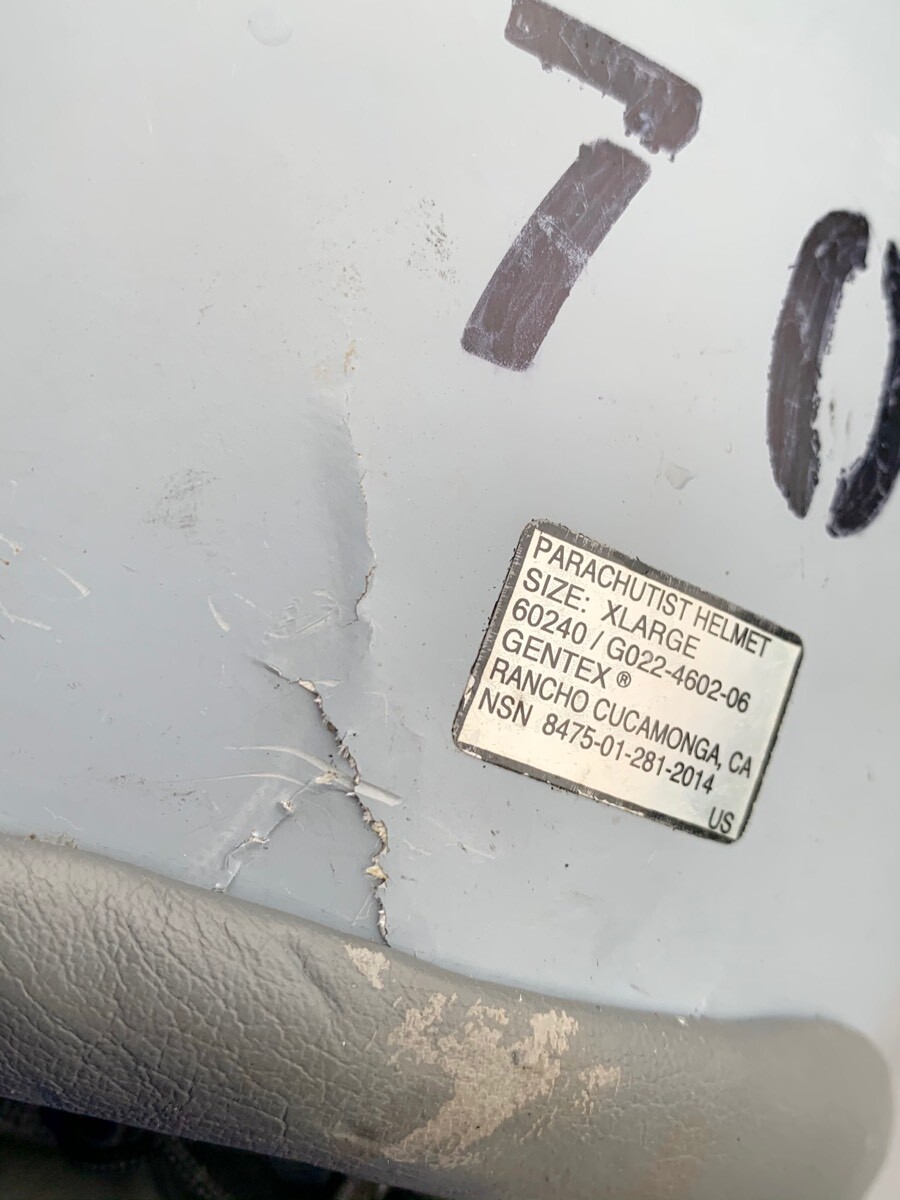 70
PARACHUTIST HELMET
SIZE: XLARGE
60240 / G022-4602-06
GENTEX ®
RANCHO CUCAMONGA, CA
NSN 8475-01-281-2014
US